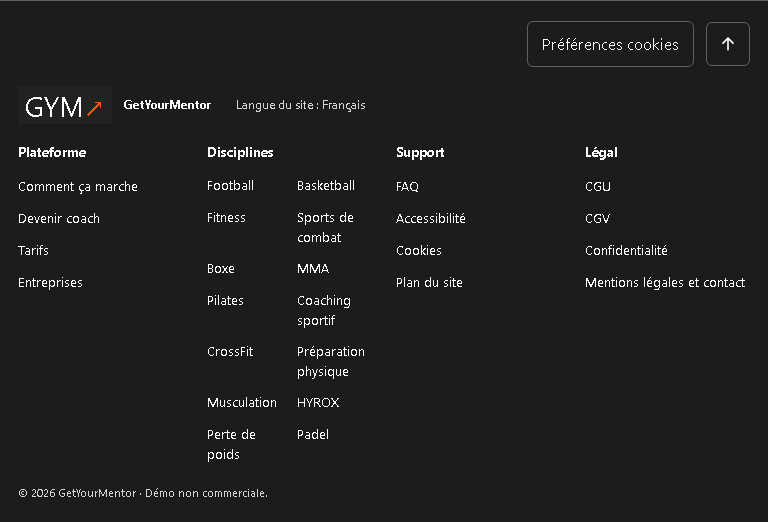 Préférences cookies
GYM GetYourMentor Langue du site : Français
Plateforme
Comment ça marche
Devenir coach
Tarifs
Entreprises
Disciplines
Football
Basketball
Fitness
Sports de
combat
Boxe
MMA
Pilates
Coaching
sportif
CrossFit
Préparation
physique
Musculation
HYROX
Perte de
poids
Padel
Support
FAQ
Accessibilité
Cookies
Plan du site
Légal
CGU
CGV
Confidentialité
Mentions légales et contact
© 2026 GetYourMentor · Démo non commerciale.